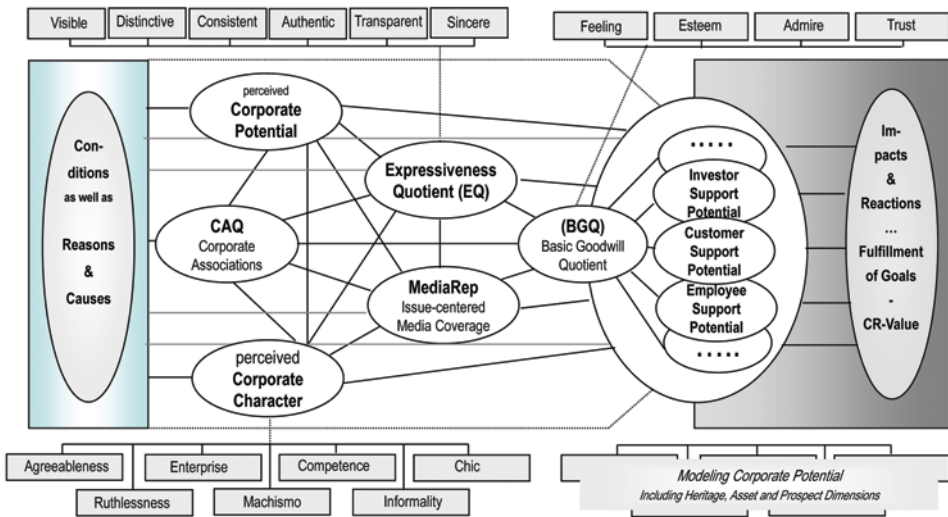 Visible
Distinctive
Consistent
Authentic
Transparent
Sincere
Feeling
Esteem
Admire
Trust
Con-
ditions
as well as
Reasons
&
Causes
perceived
Corporate
Potential
CAQ
Corporate
Associations
perceived
Corporate
Character
Expressiveness
Quotient (EQ)
MediaRep
Issue-centered
Media Coverage
(BGQ)
Basic Goodwill
Quotient
.....
Investor
Support
Potential
Customer
Support
Potential
Employee
Support
Potential
.....
Im-
pacts
&
Reactions
...
Fulfillment
of Goals
-
CR-Value
Agreeableness
Enterprise
Competence
Chic
Ruthlessness
Machismo
Informality
Modeling Corporate Potential
Including Heritage, Asset and Prospect Dimensions